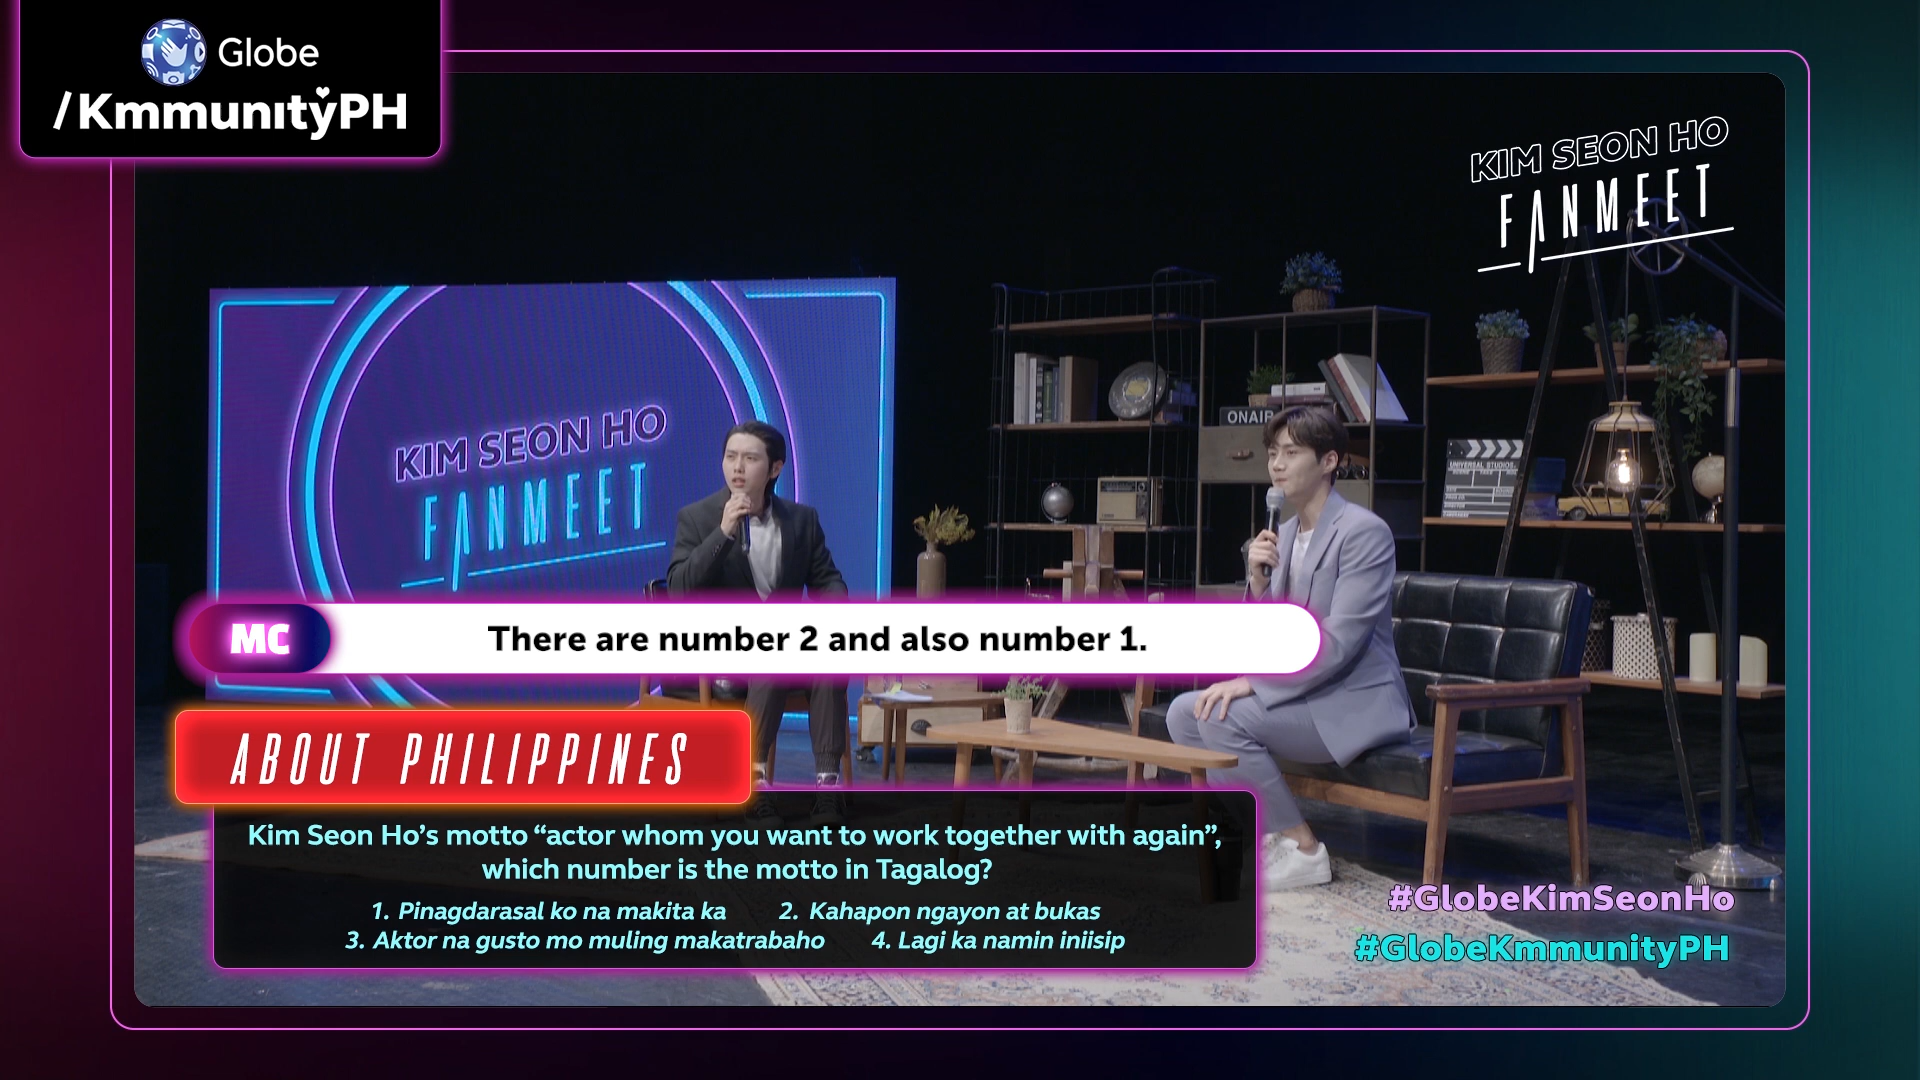 Globe
/KmmunityPH
KIM SEON HO
FANMEET
KIM SEON HO
FANMEET
ONAIR
UNIVERSAL STUDIOS
MC
There are number 2 and also number 1.
ABOUT PHILIPPINES
Kim Seon Ho’s motto “actor whom you want to work together with again”,
which number is the motto in Tagalog?
1. Pinagdarasal ko na makita ka 2. Kahapon ngayon at bukas
3. Aktor na gusto mo muling makatrabaho 4. Lagi ka namin iniisip
#GlobeKimSeonHo
#GlobeKmmunityPH